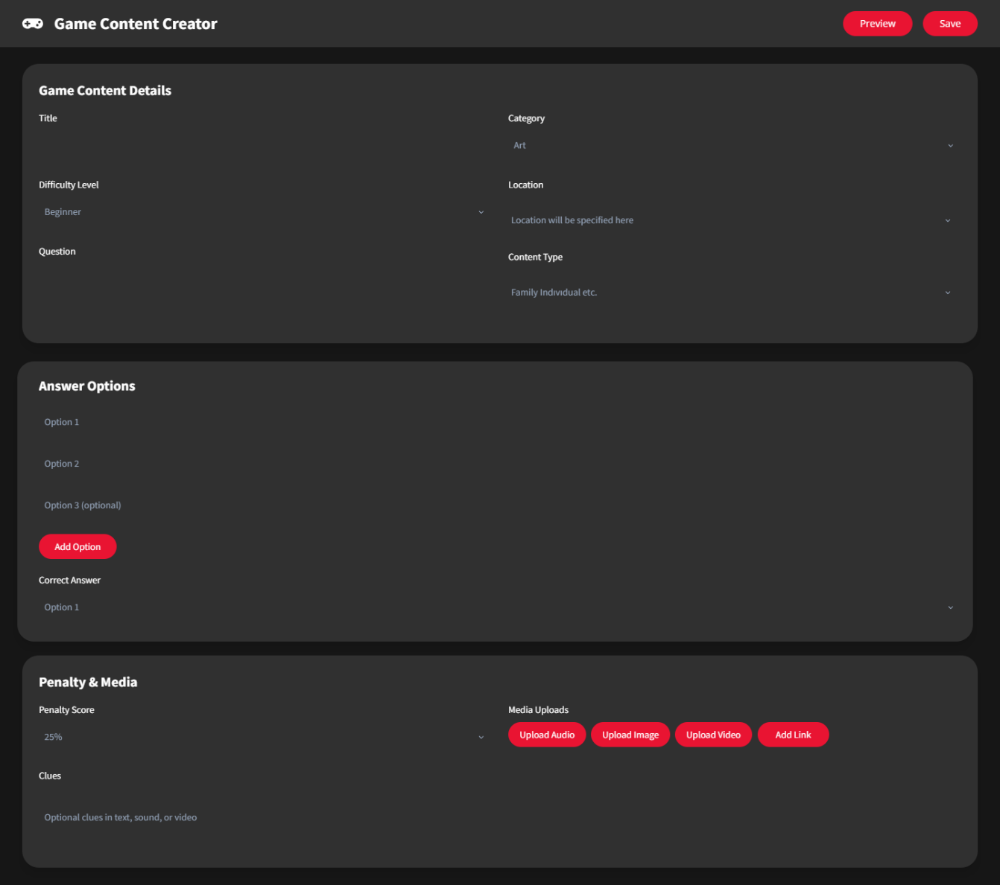 Game Content Creator
Preview
Save
Game Content Details
Title
Category
Art
Difficulty Level
Location
Beginner
Location will be specified here
Question
Content Type
Family Indıvıdual etc.
Answer Options
Option 1
Option 2
Option 3 (optional)
Add Option
Correct Answer
Option 1
Penalty & Media
Penalty Score
Media Uploads
25%
Upload Audio
Upload Image
Upload Video
Add Link
Clues
Optional clues in text, sound, or video